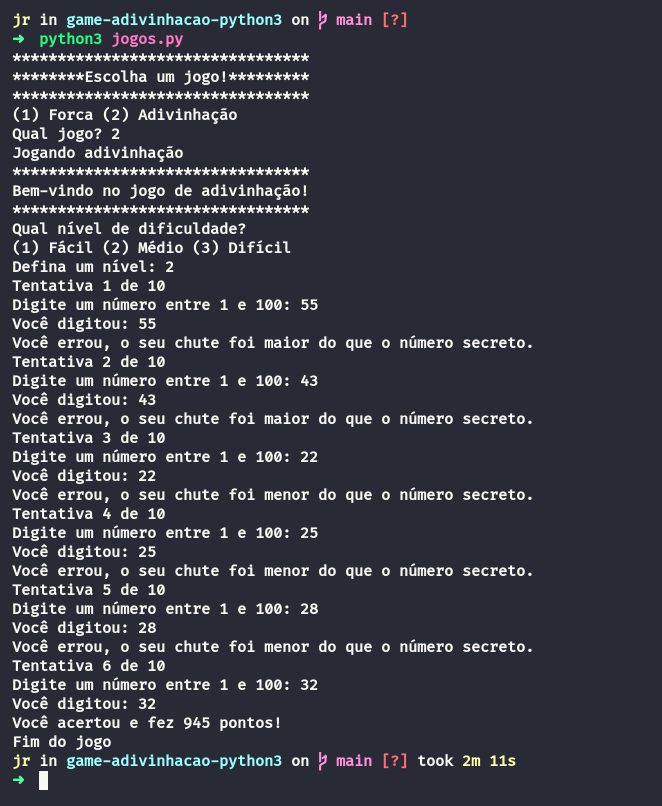 jr in game-adivinhacao-python3 on main [?]
➜ python3 jogos.py
*********************************
********Escolha um jogo!*********
*********************************
(1) Forca (2) Adivinhação
Qual jogo? 2
Jogando adivinhação
*********************************
Bem-vindo no jogo de adivinhação!
*********************************
Qual nível de dificuldade?
(1) Fácil (2) Médio (3) Difícil
Defina um nível: 2
Tentativa 1 de 10
Digite um número entre 1 e 100: 55
Você digitou: 55
Você errou, o seu chute foi maior do que o número secreto.
Tentativa 2 de 10
Digite um número entre 1 e 100: 43
Você digitou: 43
Você errou, o seu chute foi maior do que o número secreto.
Tentativa 3 de 10
Digite um número entre 1 e 100: 22
Você digitou: 22
Você errou, o seu chute foi menor do que o número secreto.
Tentativa 4 de 10
Digite um número entre 1 e 100: 25
Você digitou: 25
Você errou, o seu chute foi menor do que o número secreto.
Tentativa 5 de 10
Digite um número entre 1 e 100: 28
Você digitou: 28
Você errou, o seu chute foi menor do que o número secreto.
Tentativa 6 de 10
Digite um número entre 1 e 100: 32
Você digitou: 32
Você acertou e fez 945 pontos!
Fim do jogo
jr in game-adivinhacao-python3 on main [?] took 2m 11s
➜